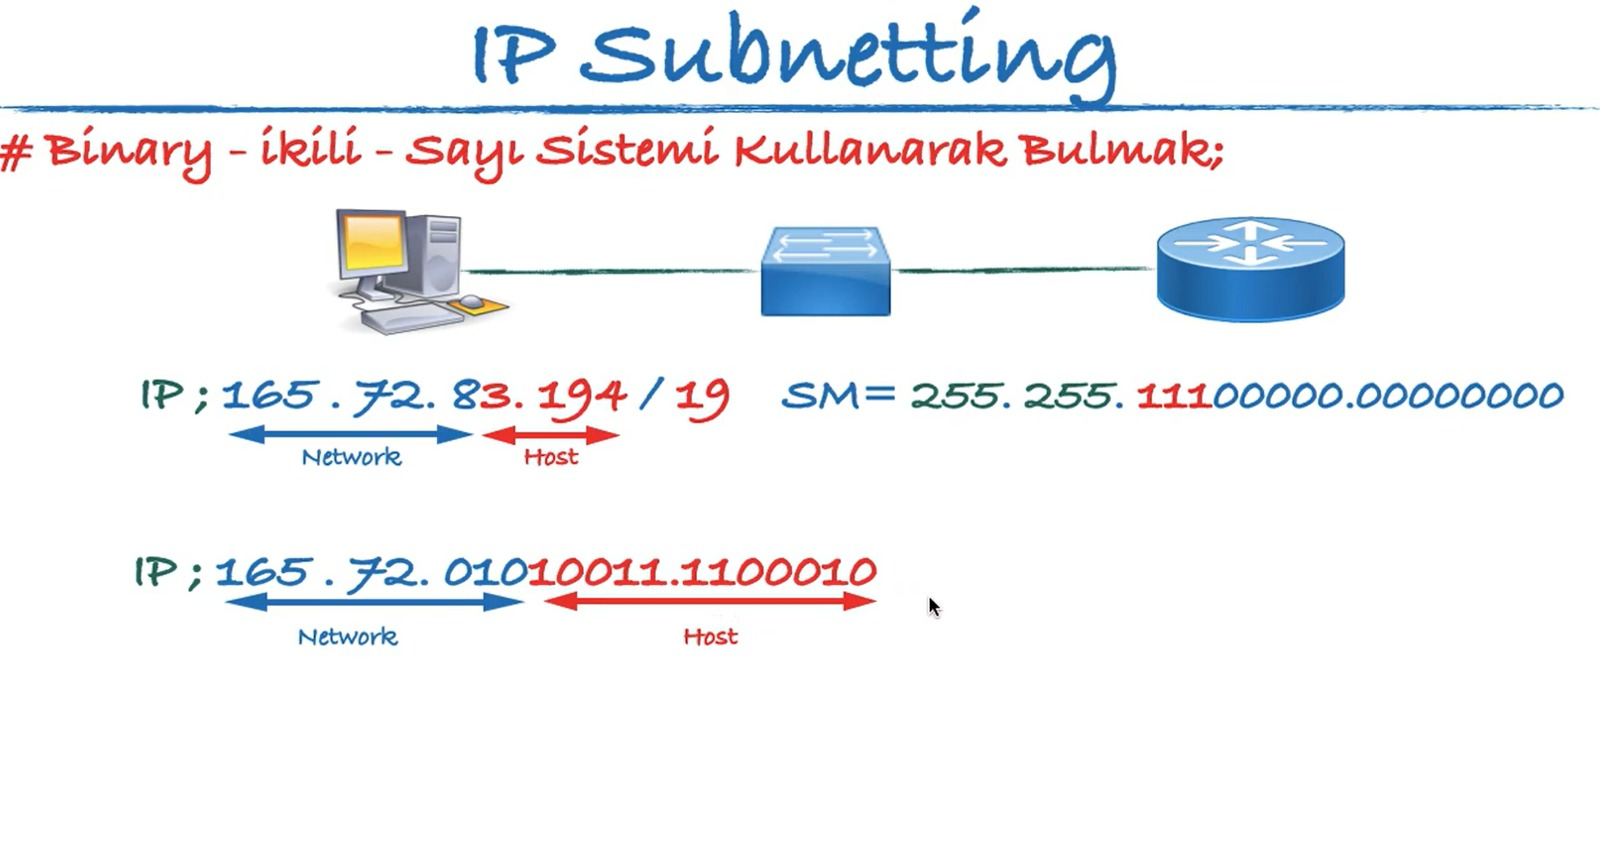 IP Subnetting
# Binary - ikili - Sayı Sistemi Kullanarak Bulmak;
IP ; 165 . 72. 83. 194 / 19 SM= 255. 255. 11100000.00000000
Network Host
IP ; 165 . 72. 01010011.1100010
Network Host